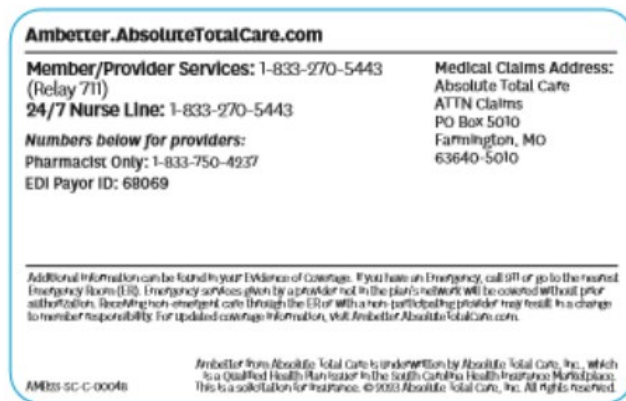 Ambetter.AbsoluteTotalCare.com
Member/Provider Services: 1-833-270-5443
(Relay 711)
24/7 Nurse Line: 1-833-270-5443
Numbers below for providers:
Pharmacist Only: 1-833-750-4237
EDI Payor ID: 68069
Medical Claims Address:
Absolute Total Care
ATTN Claims
PO Box 5010
Farmington, MO
63640-5010
Additional information can be found in your Evidence of Coverage. If you have an Emergency, call 911 or go to the nearest
Emergency Room (ER). Emergency services given by a provider not in the plan's network will be covered without prior
authorization. Receiving non-emergent care through the ER or with a non-participating provider may result in a change
to member responsibility. For updated coverage information, visit Ambetter.AbsoluteTotalCare.com.
AMB23-SC-C-00048
Ambetter from Absolute Total Care is underwritten by Absolute Total Care, Inc., which
is a Qualified Health Plan issuer in the South Carolina Health Insurance Marketplace.
This is a solicitation for insurance. © 2023 Absolute Total Care, Inc. All rights reserved.